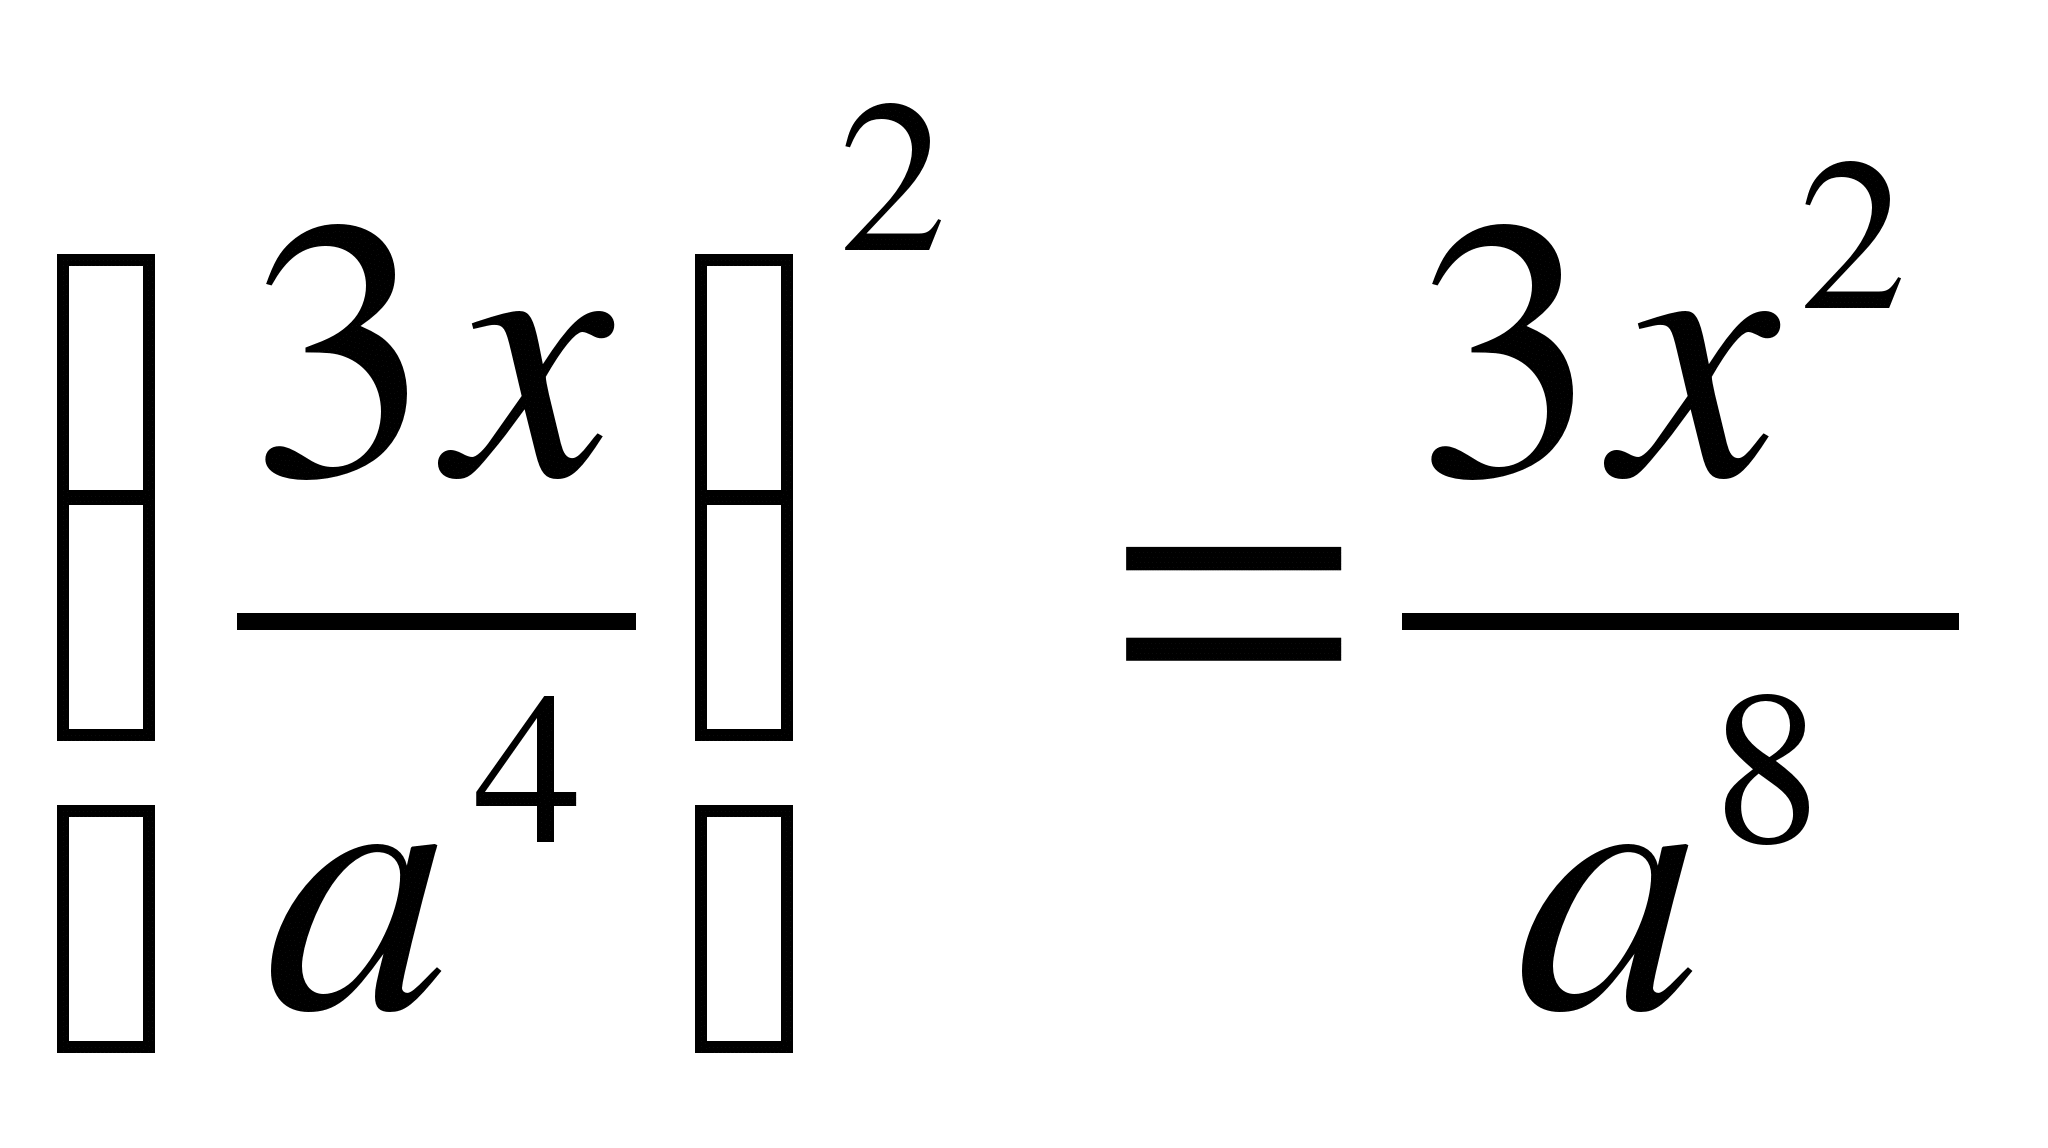 (3x/a⁴)² = 3x²/a⁸